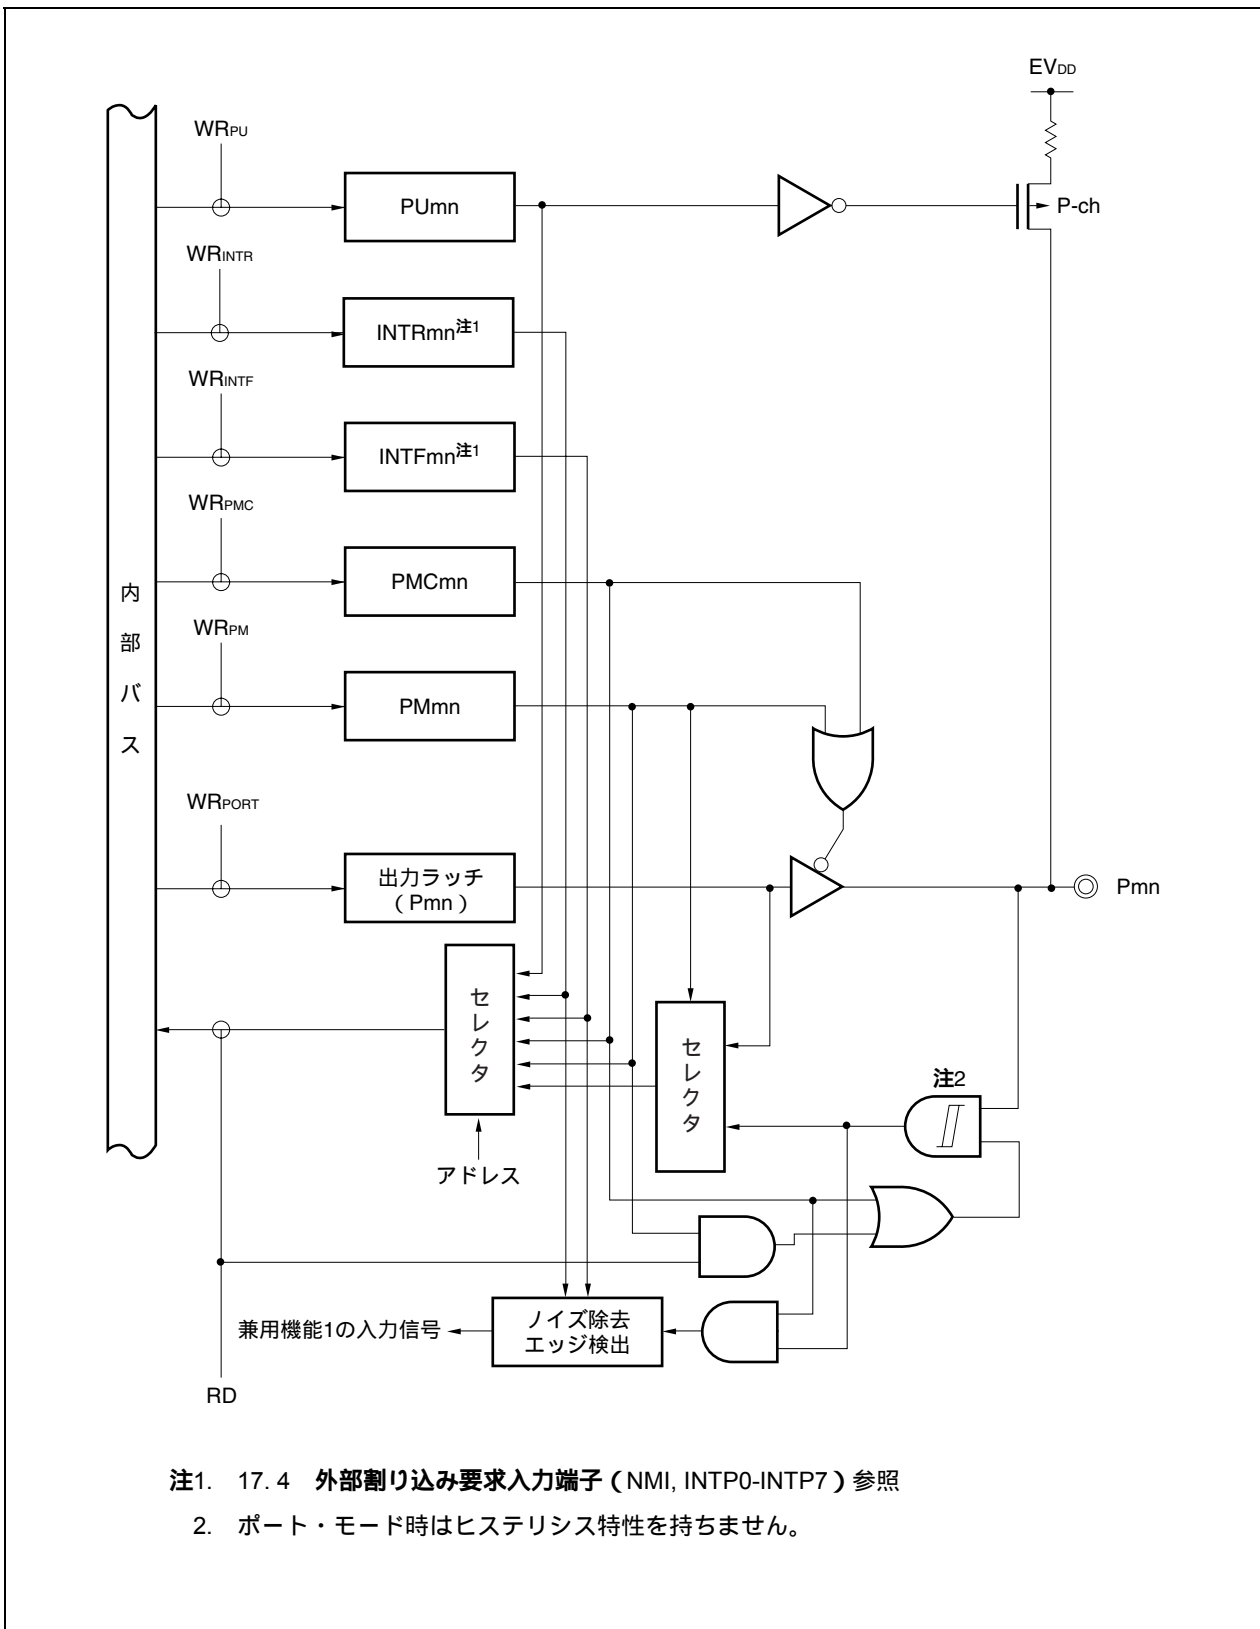 EVDD
WRPU
PUmn
P-ch
WRINTR
INTRmn注1
WRINTF
INTFmn注1
WRPMC
PMCmn
内部バス
WRPM
PMmn
WRPORT
出力ラッチ
（Pmn）
Pmn
セレクタ
セレクタ
注2
アドレス
ノイズ除去
エッジ検出
兼用機能1の入力信号
RD
注1. 17. 4 外部割り込み要求入力端子（NMI, INTP0-INTP7）参照
2. ポート・モード時はヒステリシス特性を持ちません。